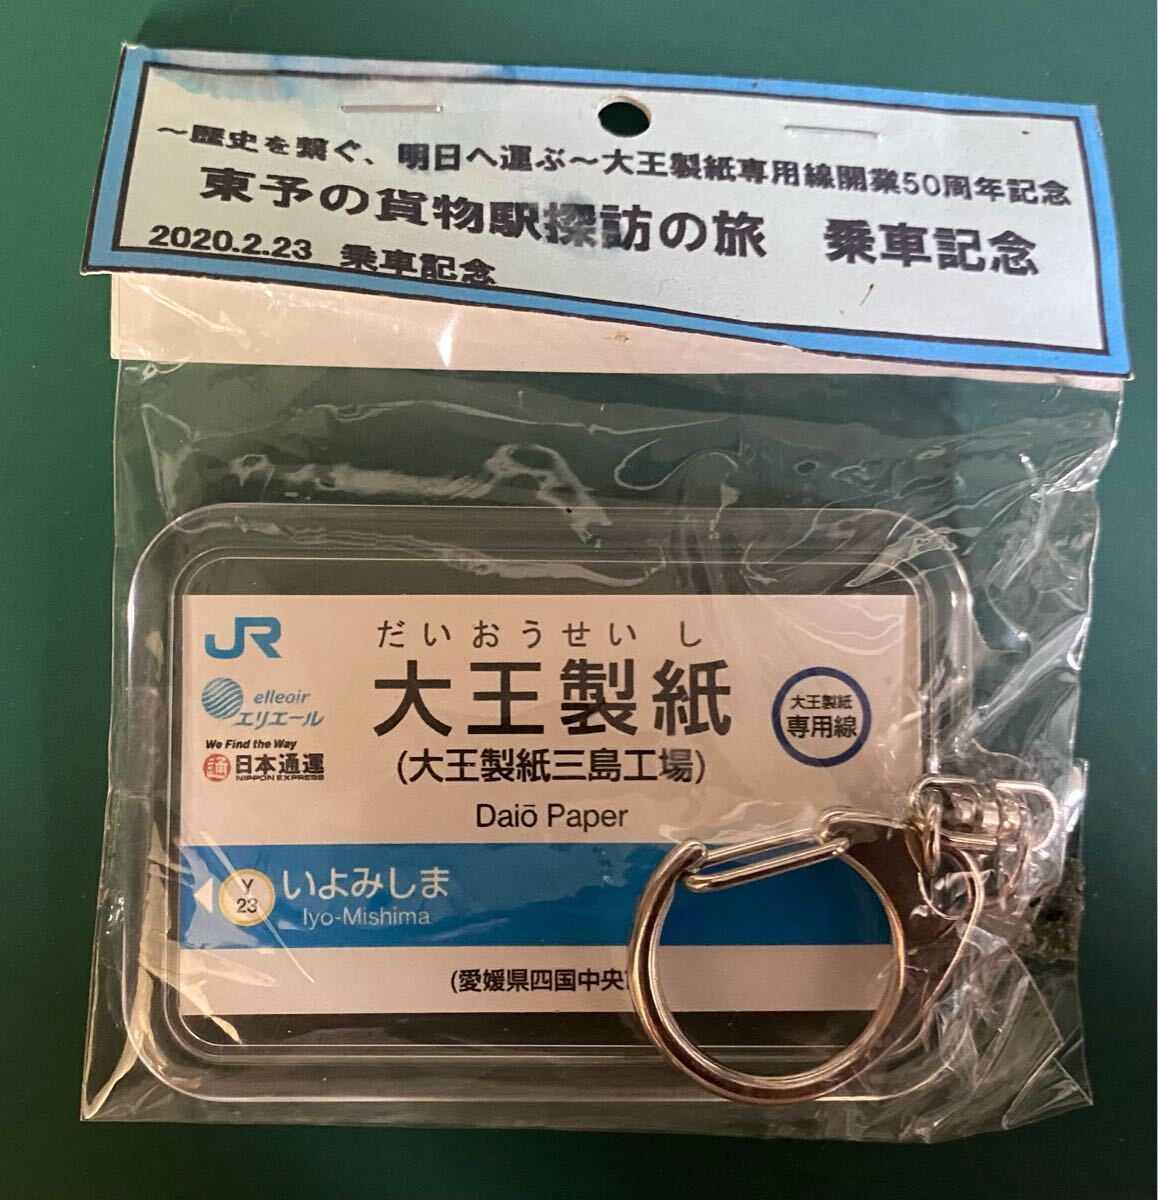 ～歴史を繋ぐ、明日へ運ぶ～大王製紙専用線開業50周年記念
東予の貨物駅探訪の旅　乗車記念
2020.2.23 乗車記念
JR
elleair
エリエール
We Find the Way
通 日本通運
NIPPON EXPRESS
だいおうせいし
大王製紙
(大王製紙三島工場)
Daiō Paper
大王製紙
専用線
Y
23
いよみしま
Iyo-Mishima
(愛媛県四国中央